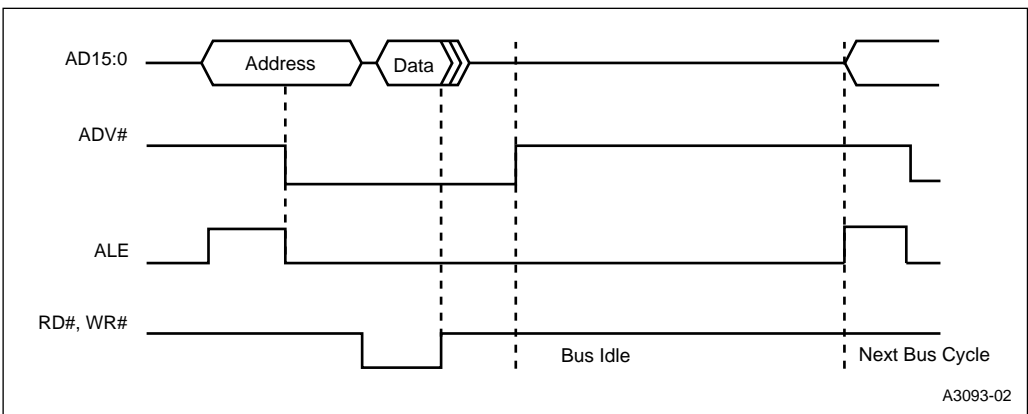 AD15:0
Address
Data
ADV#
ALE
RD#, WR#
Bus Idle
Next Bus Cycle
A3093-02